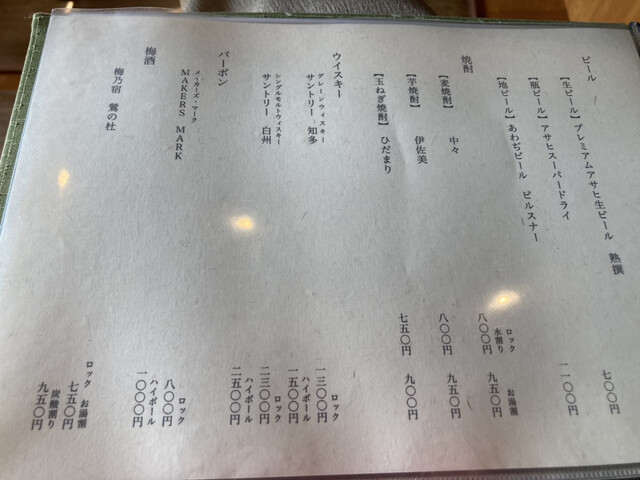 ビール
【生ビール】プレミアムアサヒ生ビール 熟撰
【瓶ビール】アサヒスーパードライ
【地ビール】あわぢビール ピルスナー
七〇〇円
一一〇〇円
焼酎
【麦焼酎】 中々
【芋焼酎】 伊佐美
【玉ねぎ焼酎】 ひだまり
ロック お湯割
水割り
八〇〇円 九五〇円
八〇〇円 九五〇円
七五〇円 九〇〇円
ウイスキー
グレーンウィスキー
サントリー 知多
ロック
一三〇〇円
ハイボール
一五〇〇円
シングルモルトウィスキー
サントリー 白州
ロック
二三〇〇円
ハイボール
二五〇〇円
バーボン
メーカーズ・マーク
MAKERS MARK
ロック
八〇〇円
ハイボール
一〇〇〇円
梅酒
梅乃宿 鶯の杜
ロック お湯割
七五〇円
炭酸割り
九五〇円